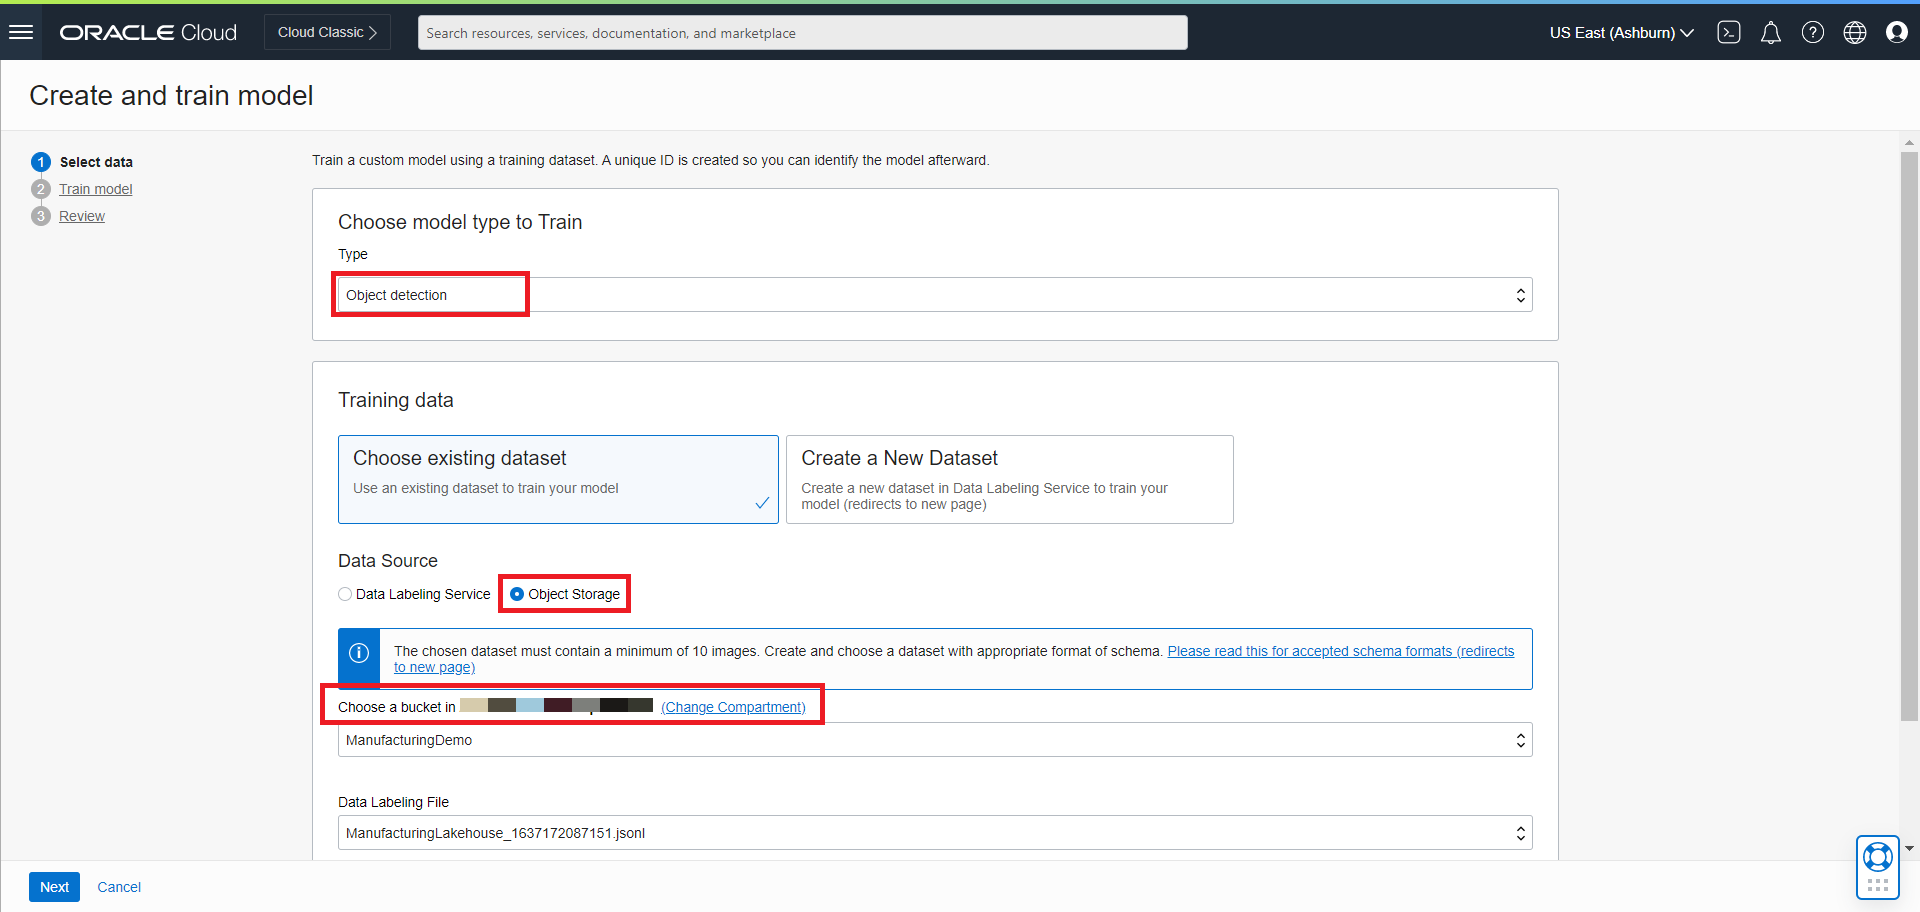 ORACLE Cloud
Cloud Classic
Search resources, services, documentation, and marketplace
US East (Ashburn)
Create and train model
1 Select data
2 Train model
3 Review
Train a custom model using a training dataset. A unique ID is created so you can identify the model afterward.
Choose model type to Train
Type
Object detection
Training data
Choose existing dataset
Use an existing dataset to train your model
Create a New Dataset
Create a new dataset in Data Labeling Service to train your
model (redirects to new page)
Data Source
Data Labeling Service
Object Storage
The chosen dataset must contain a minimum of 10 images. Create and choose a dataset with appropriate format of schema. Please read this for accepted schema formats (redirects
to new page)
Choose a bucket in (Change Compartment)
ManufacturingDemo
Data Labeling File
ManufacturingLakehouse_1637172087151.jsonl
Next
Cancel